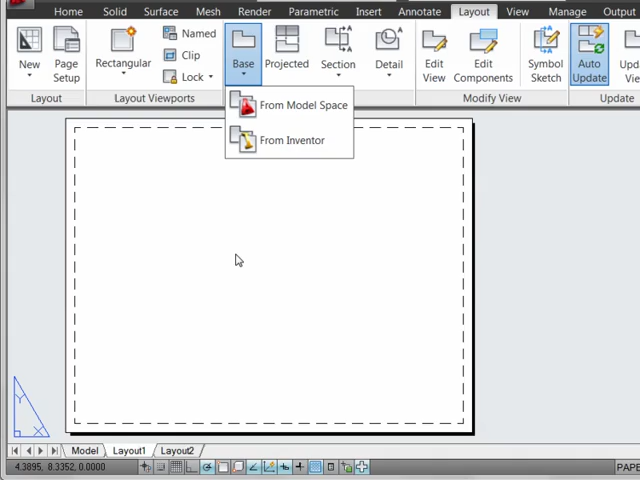 Home Solid Surface Mesh Render Parametric Insert Annotate Layout View Manage Output
New
Page Setup
Rectangular
Named
Clip
Lock
Base
Projected
Section
Detail
Edit View
Edit Components
Symbol Sketch
Auto Update
Layout Layout Viewports Modify View Update
From Model Space
From Inventor
Y
X
Model Layout1 Layout2
4.3895, 8.3352, 0.0000